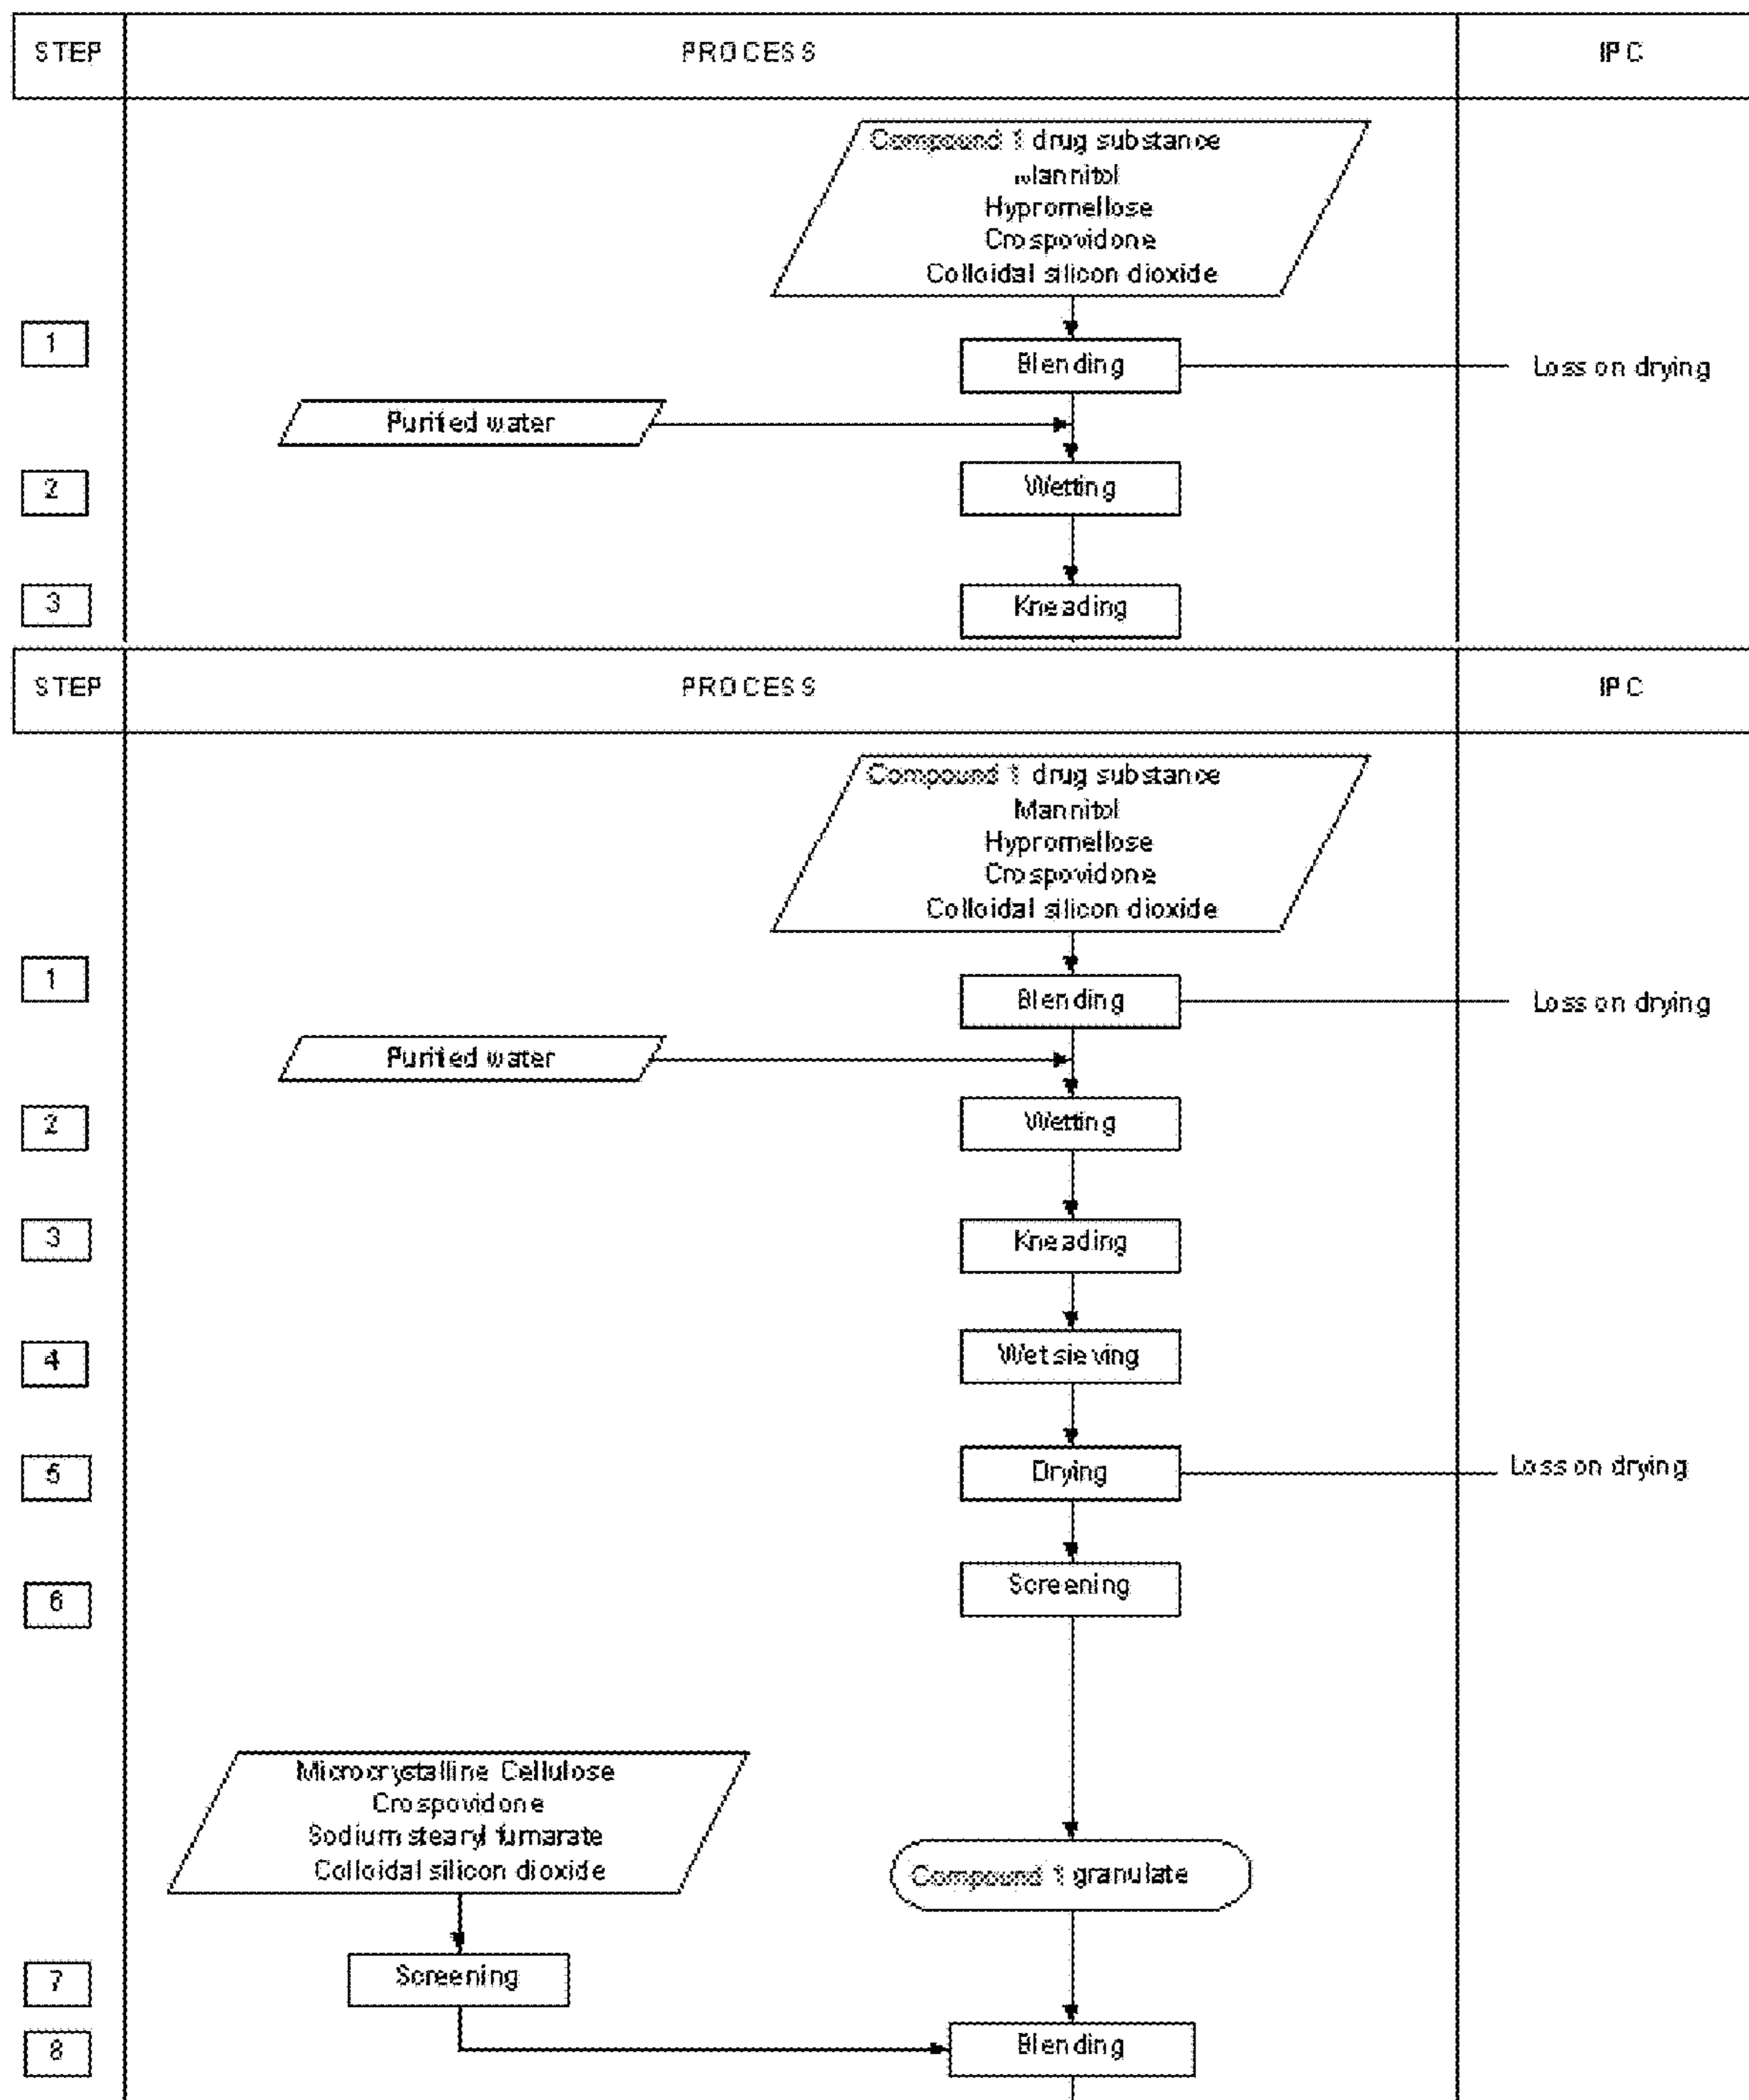 STEP PROCESS IPC
Compound 1 drug substance
Mannitol
Hypromellose
Crospovidone
Colloidal silicon dioxide
1 Blending Loss on drying
Purified water
2 Wetting
3 Kneading
STEP PROCESS IPC
Compound 1 drug substance
Mannitol
Hypromellose
Crospovidone
Colloidal silicon dioxide
1 Blending Loss on drying
Purified water
2 Wetting
3 Kneading
4 Wet sieving
5 Drying Loss on drying
6 Screening
Microcrystalline Cellulose
Crospovidone
Sodium stearyl fumarate
Colloidal silicon dioxide
Compound 1 granulate
7 Screening
8 Blending